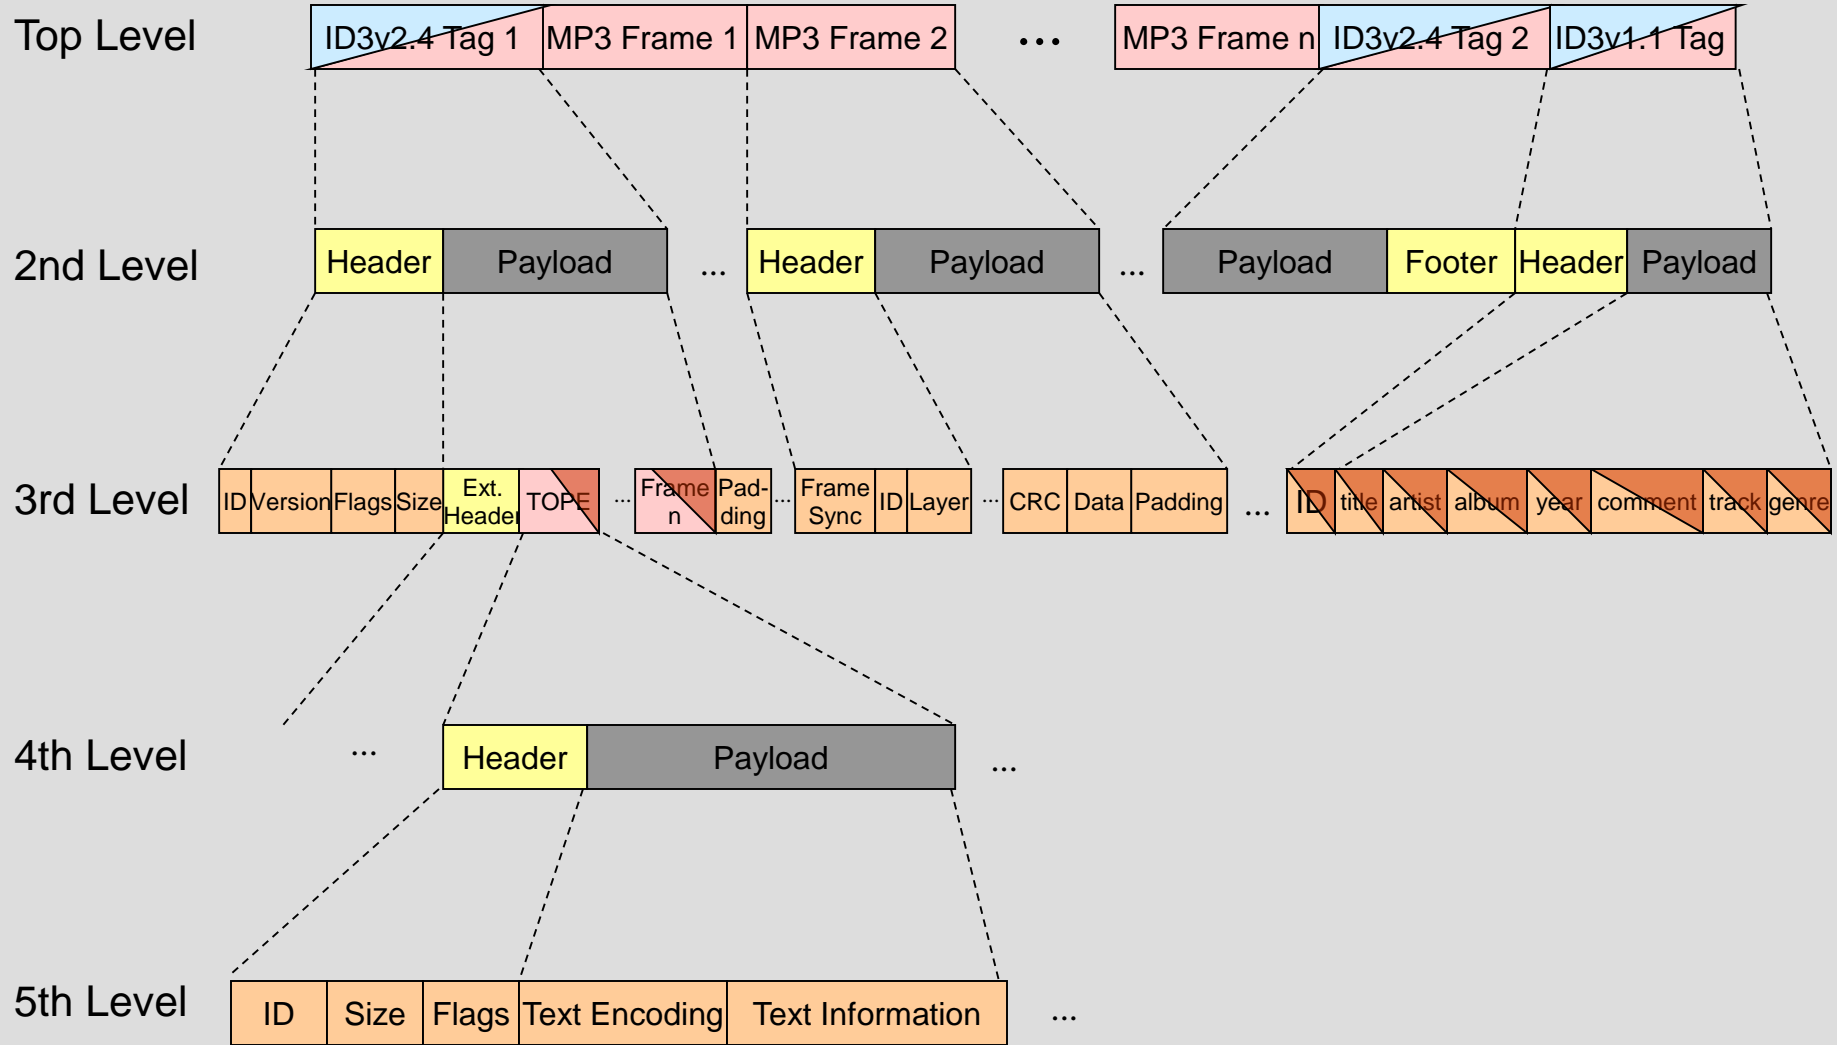 Top Level ID3v2.4 Tag 1 MP3 Frame 1 MP3 Frame 2 ... MP3 Frame n ID3v2.4 Tag 2 ID3v1.1 Tag
2nd Level Header Payload ... Header Payload ... Payload Footer Header Payload
3rd Level ID Version Flags Size Ext. Header TOPE ... Frame n Pad-ding ... Frame Sync ID Layer ... CRC Data Padding ... ID title artist album year comment track genre
4th Level ... Header Payload ...
5th Level ID Size Flags Text Encoding Text Information ...